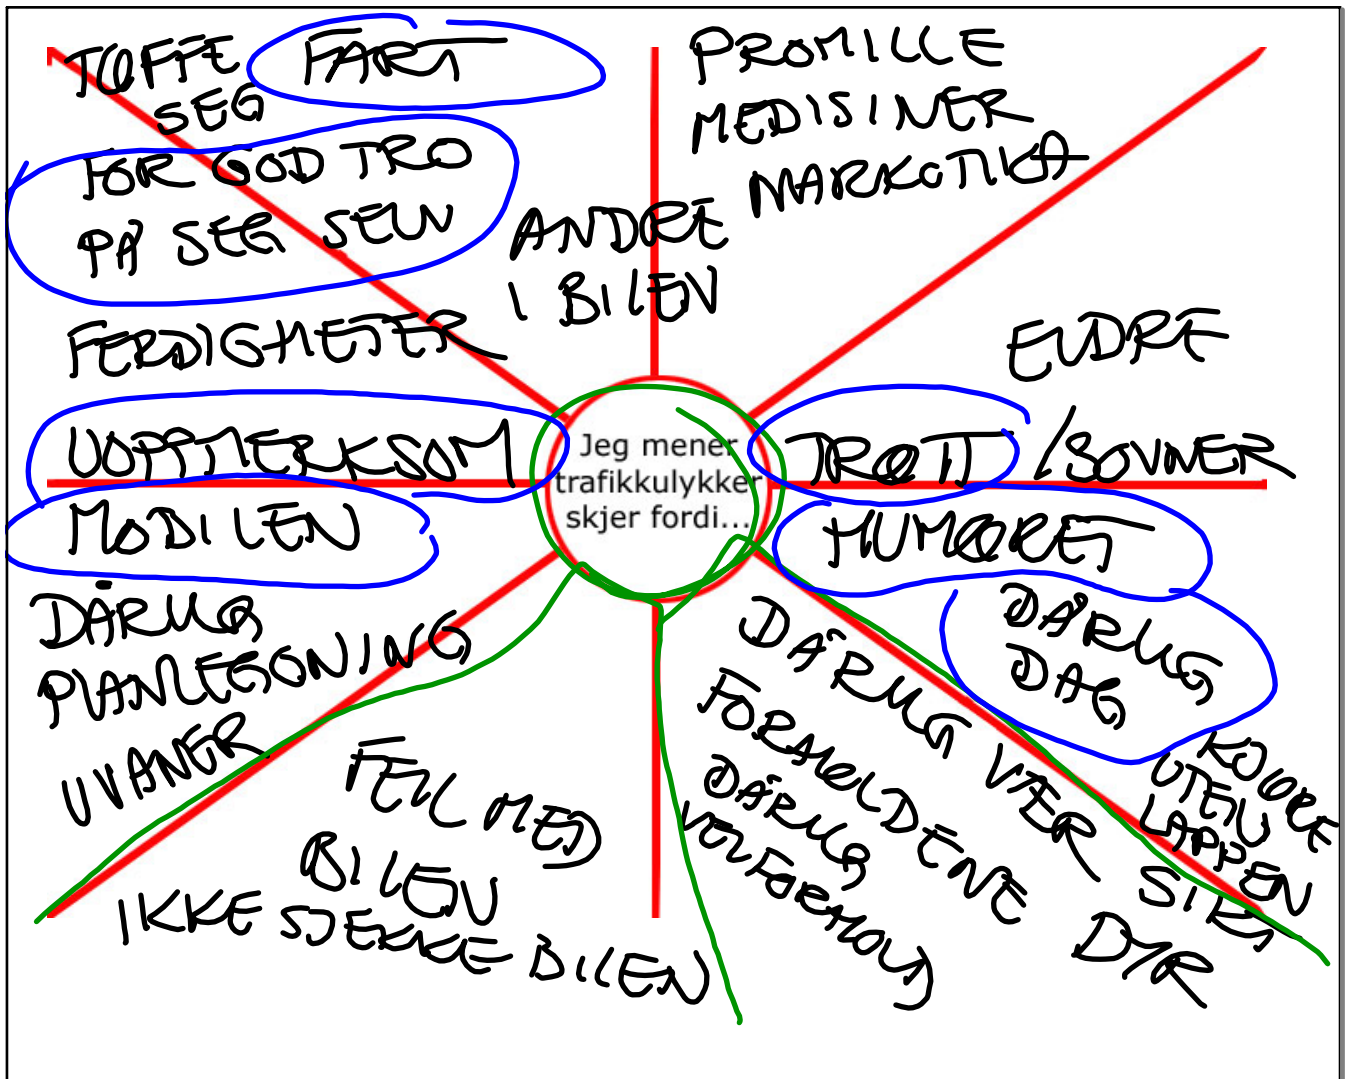 TØFFE
SEG
FART
FOR GOD TRO
PÅ SEG SELV
FERDIGHETER
UOPPMERKSOM
MOBILEN
DÅRLIG
PLANLEGGNING
UVANER
ANDRE
I BILEN
PROMILLE
MEDISINER
NARKOTIKA
ELDRE
TRØTT /SOVNER
HUMØRET
DÅRLIG
DAG
Jeg mener
trafikkulykker
skjer fordi...
FEIL MED
BILEN
IKKE SJEKKE BILEN
DÅRLIG VÆR SIKT
FORHOLDENE
DÅRLIG
VEIFORHOLD
DYR
KJØRE
UTEN
LAPPEN